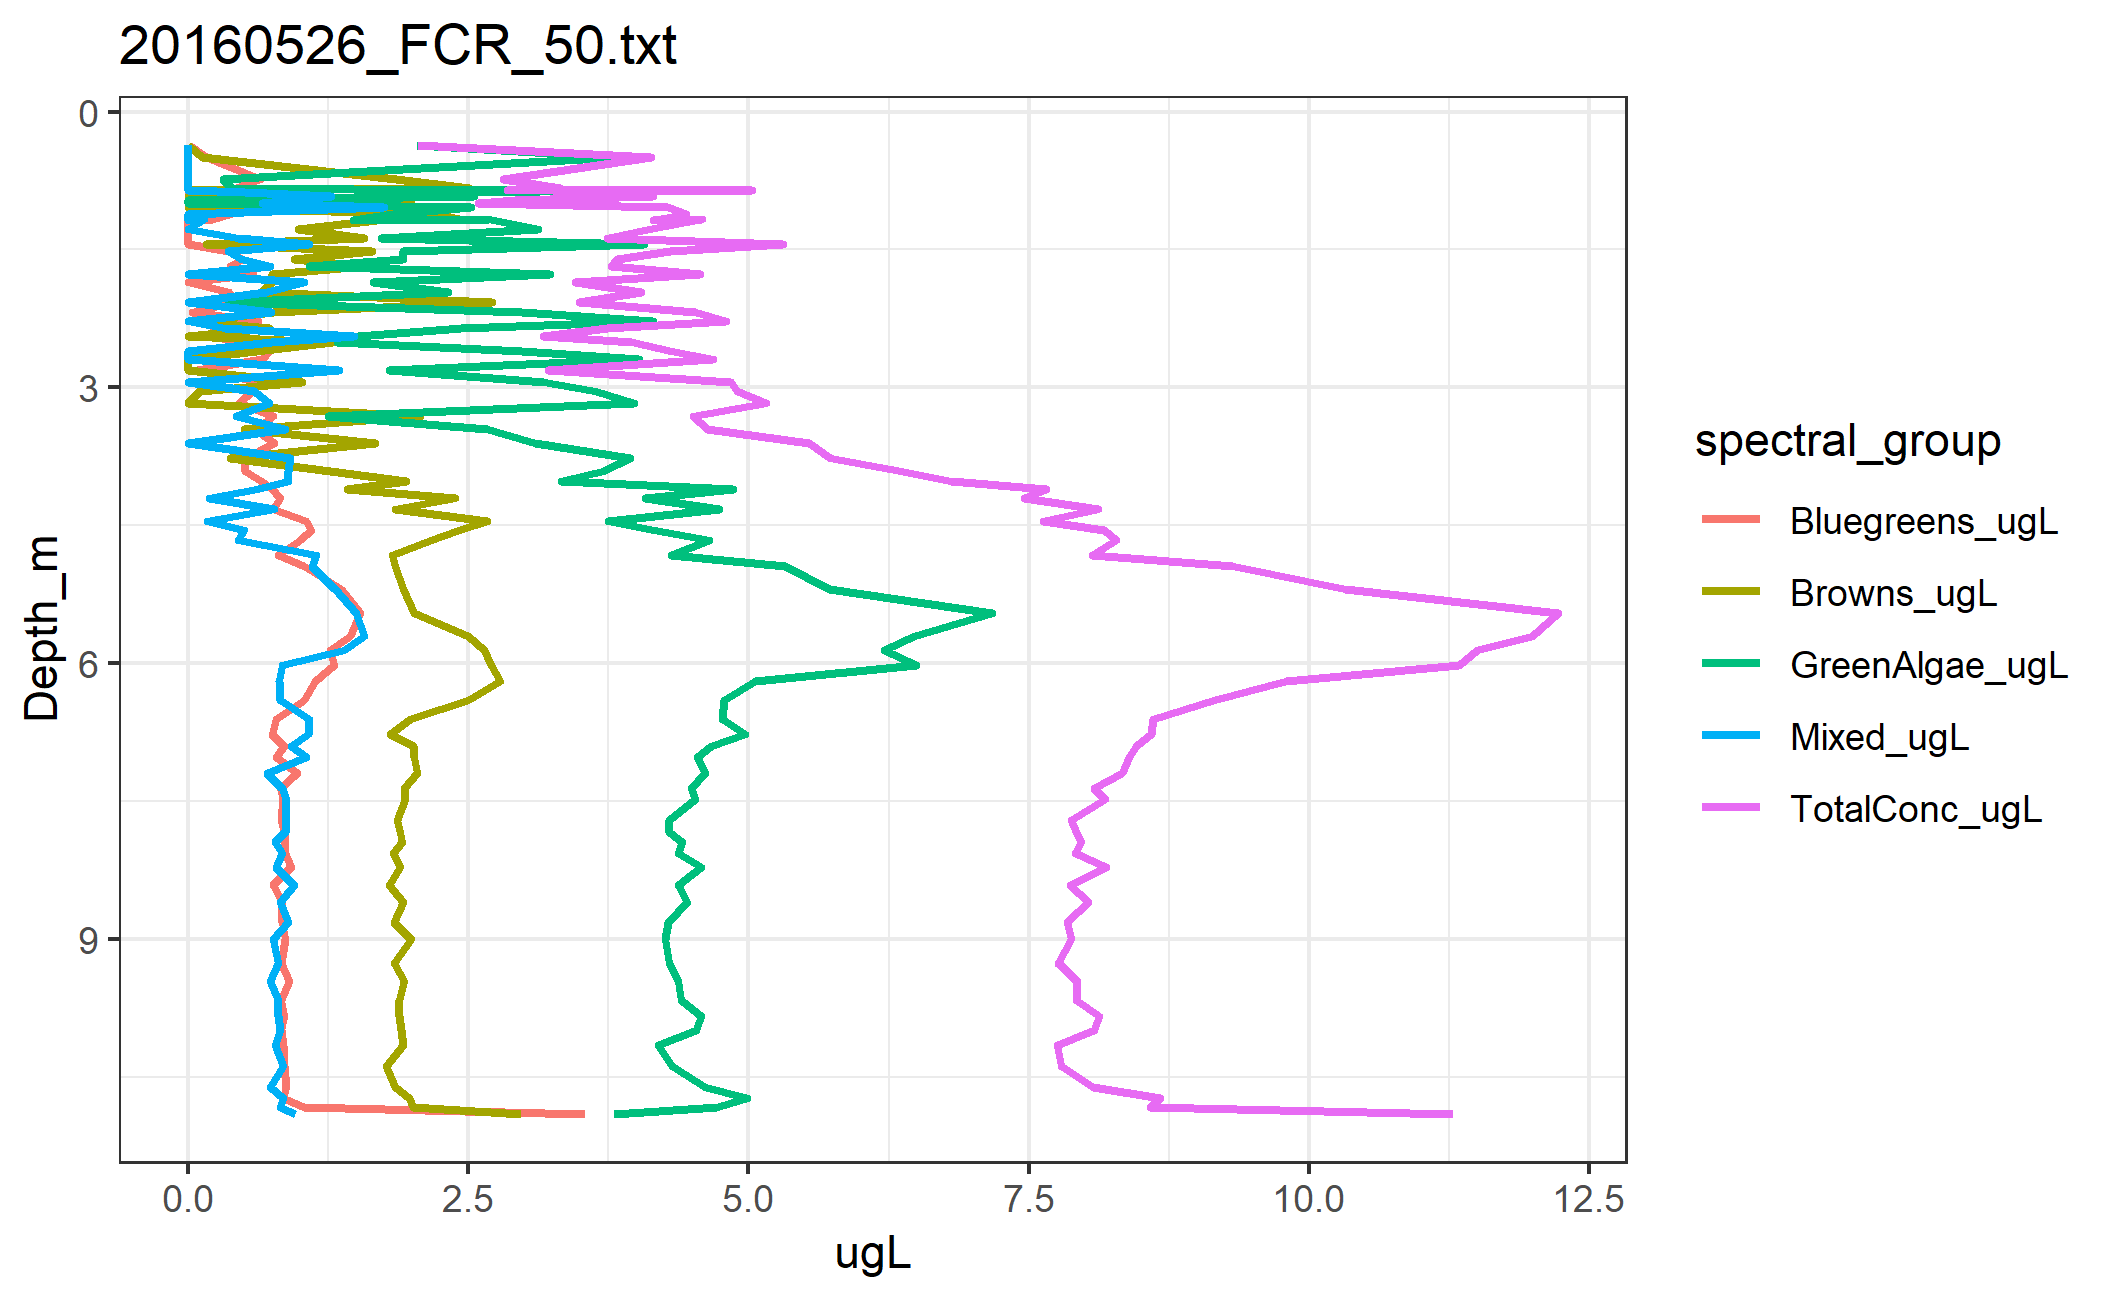 20160526_FCR_50.txt
0
3
6
9
Depth_m
0.0 2.5 5.0 7.5 10.0 12.5
ugL
spectral_group
Bluegreens_ugL
Browns_ugL
GreenAlgae_ugL
Mixed_ugL
TotalConc_ugL